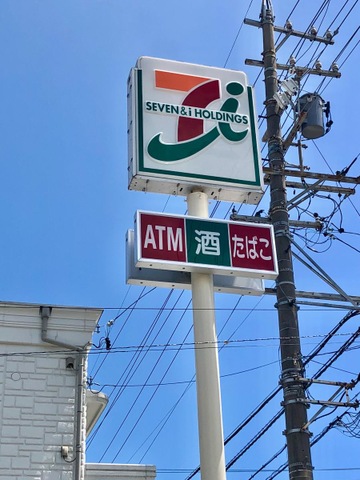 SEVEN & i HOLDINGS
ATM 酒 たばこ